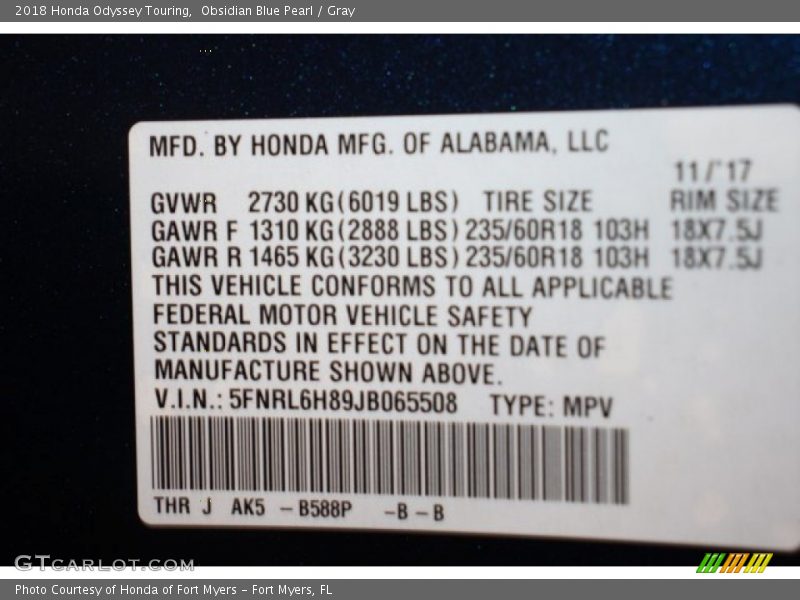 2018 Honda Odyssey Touring,  Obsidian Blue Pearl / Gray
MFD. BY HONDA MFG. OF ALABAMA, LLC
11/'17
GVWR 2730 KG(6019 LBS) TIRE SIZE RIM SIZE
GAWR F 1310 KG(2888 LBS) 235/60R18 103H 18X7.5J
GAWR R 1465 KG(3230 LBS) 235/60R18 103H 18X7.5J
THIS VEHICLE CONFORMS TO ALL APPLICABLE
FEDERAL MOTOR VEHICLE SAFETY
STANDARDS IN EFFECT ON THE DATE OF
MANUFACTURE SHOWN ABOVE.
V.I.N.: 5FNRL6H89JB065508 TYPE: MPV
THR J AK5 -B588P -B-B
GTCARLOT.COM
Photo Courtesy of Honda of Fort Myers - Fort Myers, FL